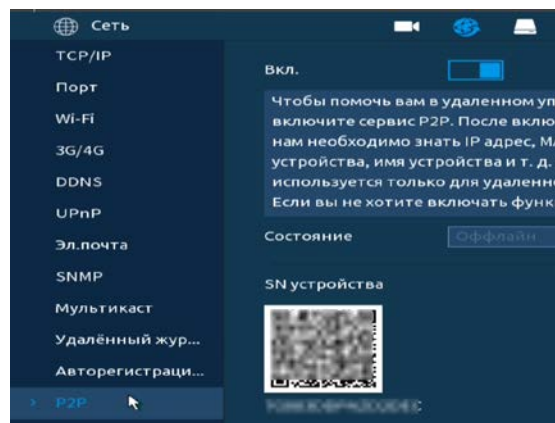 Сеть
TCP/IP
Порт
Wi-Fi
3G/4G
DDNS
UPnP
Эл.почта
SNMP
Мультикаст
Удалённый жур...
Авторегистраци...
P2P
Вкл.
Чтобы помочь вам в удаленном уп
включите сервис P2P. После вклю
нам необходимо знать IP адрес, M
устройства, имя устройства и т. д.
используется только для удаленн
Если вы не хотите включать функ
Состояние
Оффлайн
SN устройства